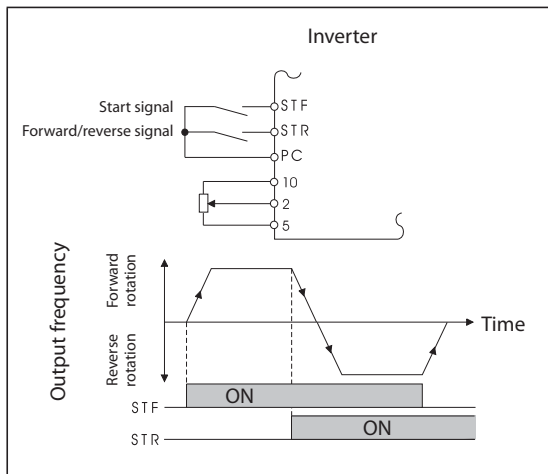 Inverter
Start signal
STF
Forward/reverse signal
STR
PC
10
2
5
Output frequency
Forward
rotation
Reverse
rotation
Time
STF
ON
STR
ON